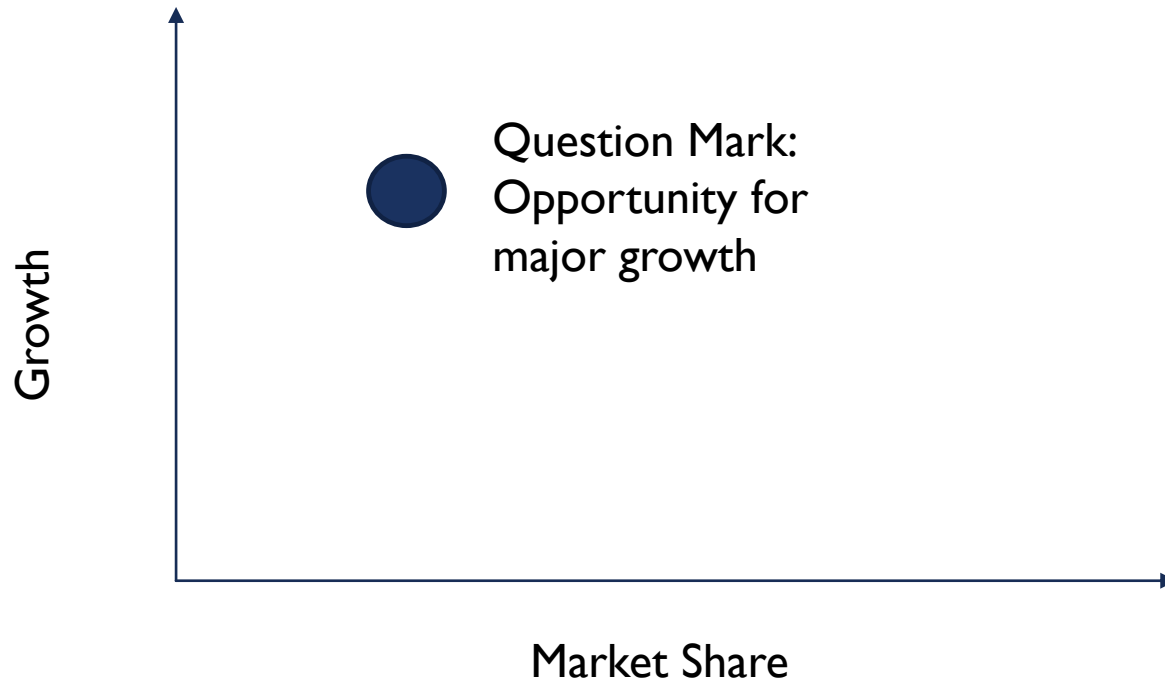 Question Mark:
Opportunity for
major growth
Growth
Market Share